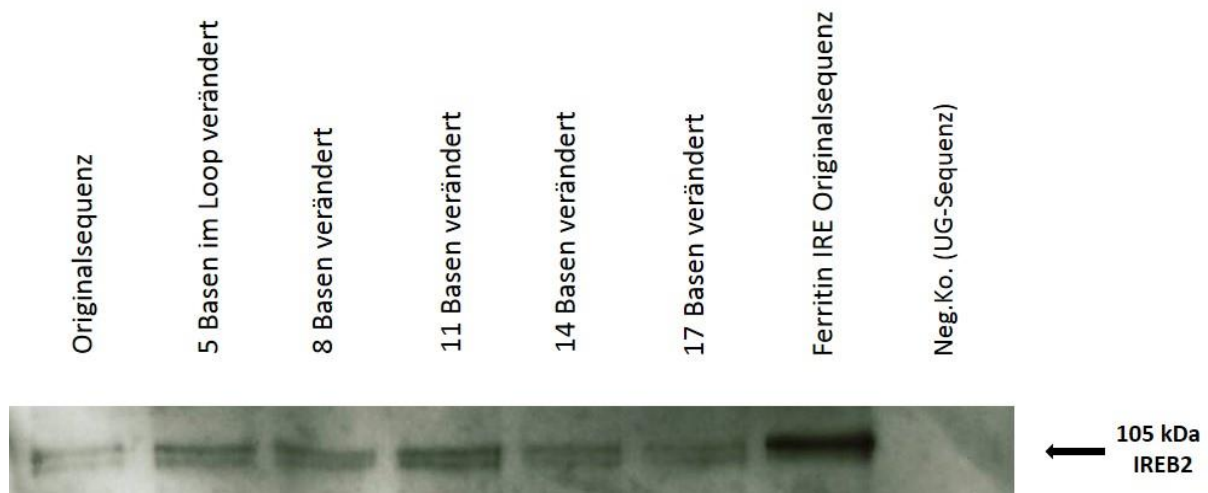 Originalsequenz
5 Basen im Loop verändert
8 Basen verändert
11 Basen verändert
14 Basen verändert
17 Basen verändert
Ferritin IRE Originalsequenz
Neg.Ko. (UG-Sequenz)
105 kDa
IREB2